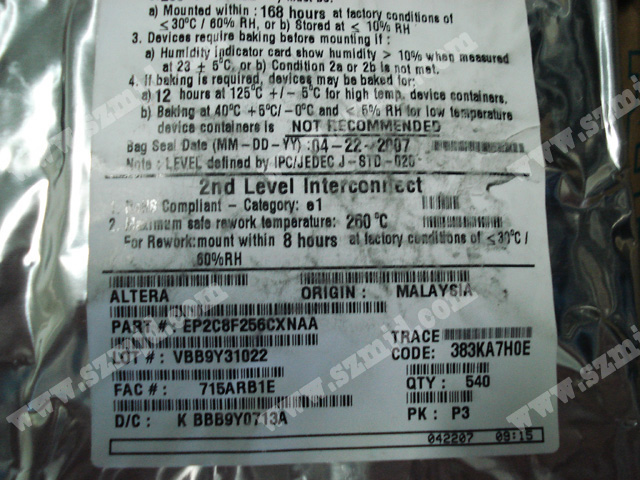 a) Mounted within : 168 hours at factory conditions of
≤ 30°C / 60% RH, or b) Stored at ≤ 10% RH
3. Devices require baking before mounting if :
a) Humidity indicator card show humidity > 10% when measured
at 23 ± 5°C, or b) Condition 2a or 2b is not met.
4. If baking is required, devices may be baked for:
a) 12 hours at 125°C +/- 5°C for high temp. device containers.
b) Baking at 40°C +5°C/-0°C and < 5% RH for low temperature
device containers is NOT RECOMMENDED
Bag Seal Date (MM-DD-YY) :04-22-2007
Note : LEVEL defined by IPC/JEDEC J-STD-020
2nd Level Interconnect
1. RoHS Compliant - Category: e1
2. Maximum safe rework temperature: 260 °C
For Rework:mount within 8 hours at factory conditions of ≤ 30°C /
60%RH
ALTERA ORIGIN : MALAYSIA
PART # : EP2C8F256CXNAA
LOT # : VBB9Y31022
TRACE
CODE: 383KA7H0E
FAC # : 715ARB1E
QTY : 540
D/C : K BBB9Y0713A
PK : P3
042207 09:15
www.szmil.com